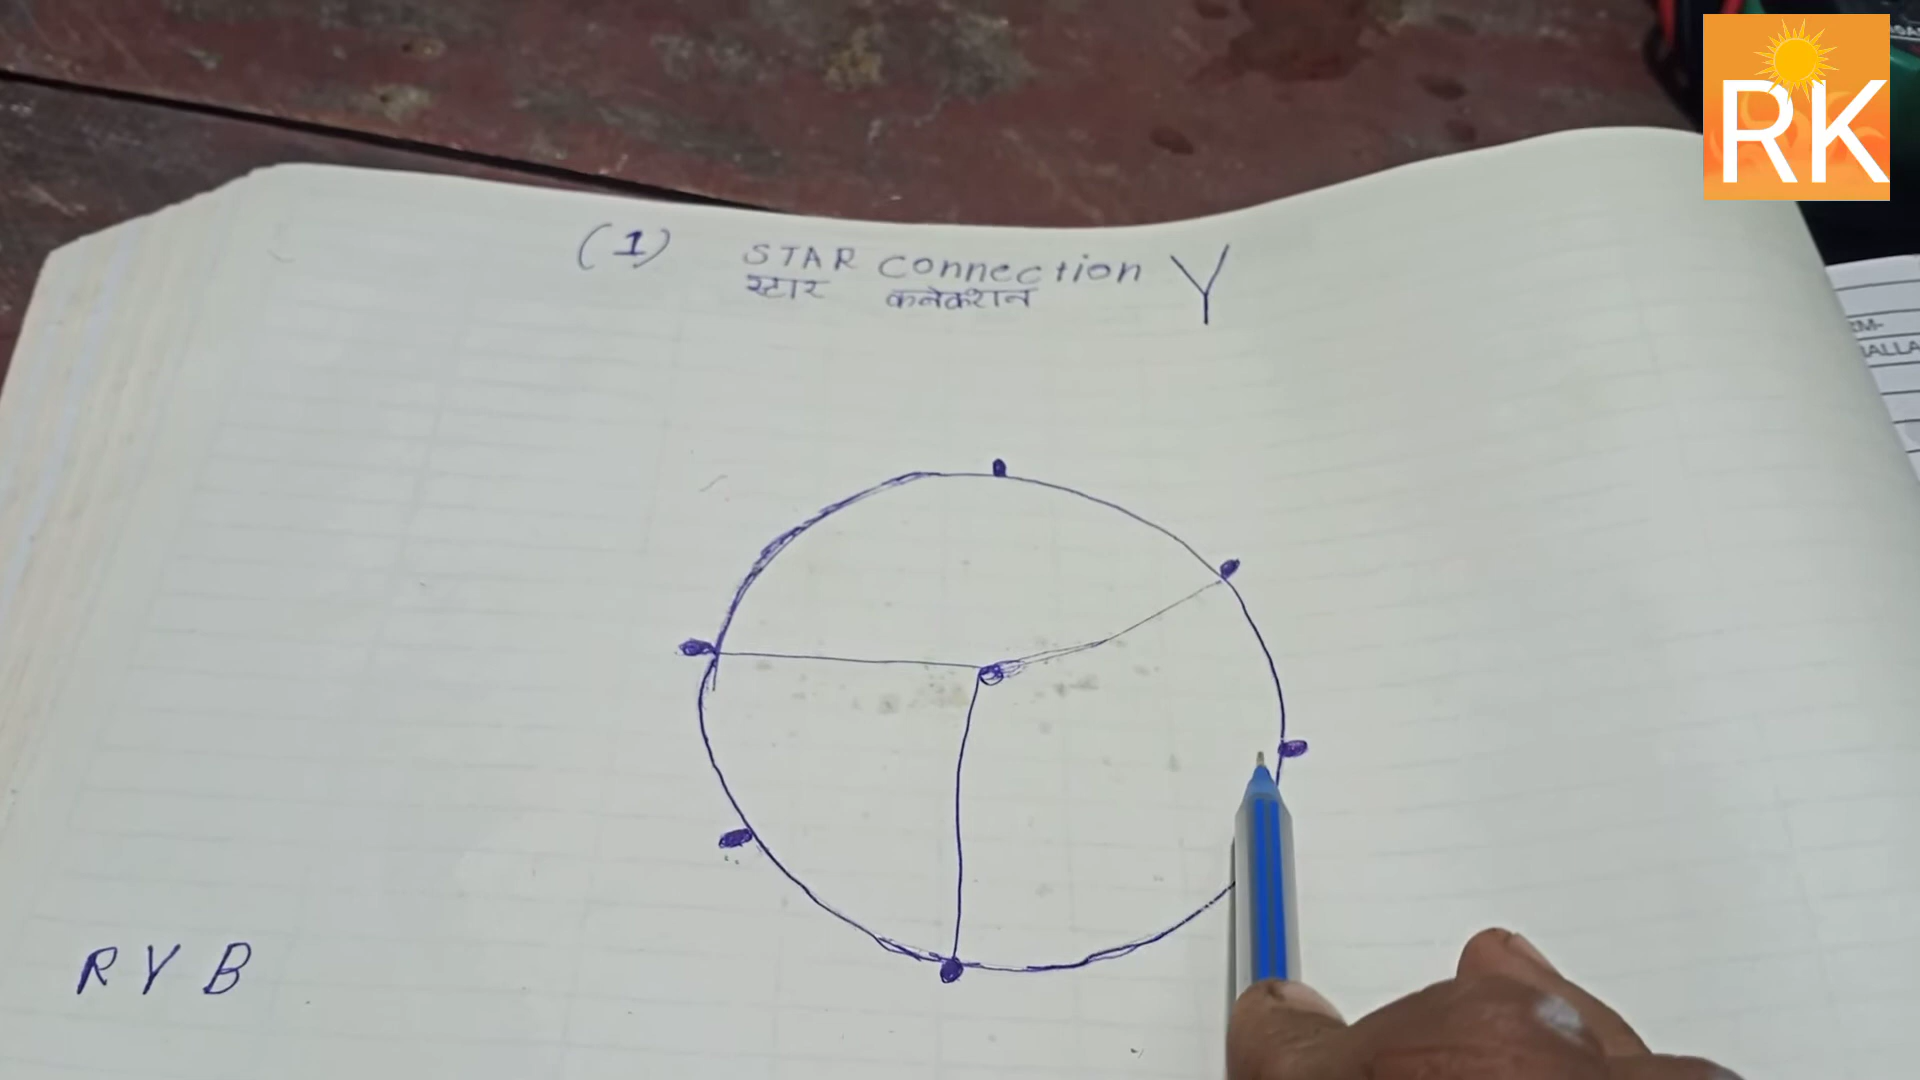 RK
(1) STAR connection Y
स्टार कनेक्शन
R Y B